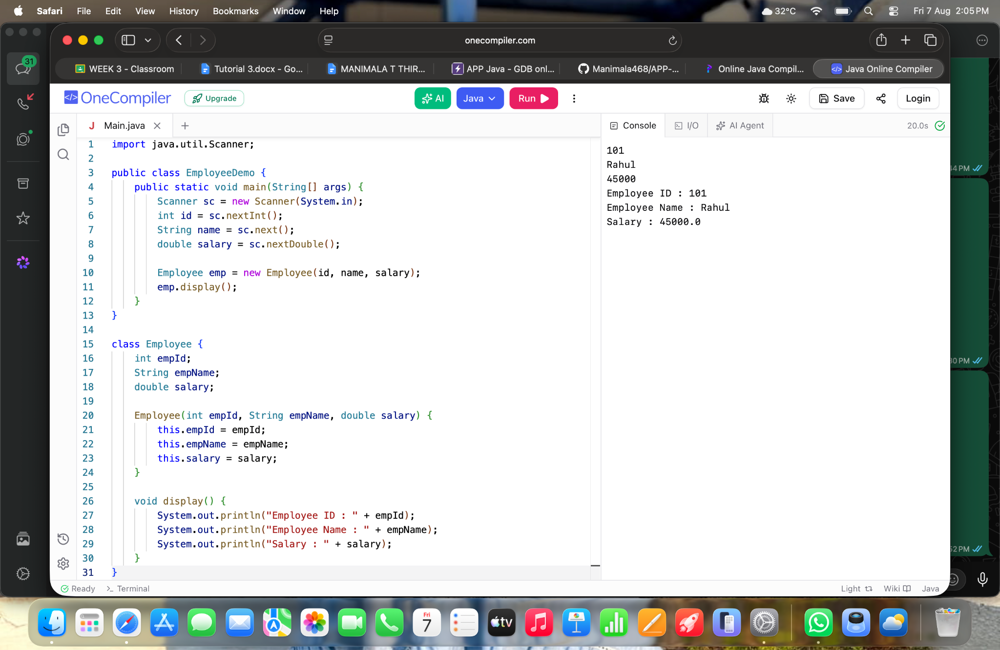 Safari File Edit View History Bookmarks Window Help 32°C Fri 7 Aug 2:05 PM
onecompiler.com
31
WEEK 3 - Classroom Tutorial 3.docx - Go... MANIMALA T THIR... APP Java - GDB onl... Manimala468/APP-... Online Java Compil... </> Java Online Compiler
</> OneCompiler Upgrade AI Java Run Save Login
J Main.java
Console I/O AI Agent 20.0s
1 import java.util.Scanner;
2
3 public class EmployeeDemo {
4 public static void main(String[] args) {
5 Scanner sc = new Scanner(System.in);
6 int id = sc.nextInt();
7 String name = sc.next();
8 double salary = sc.nextDouble();
9
10 Employee emp = new Employee(id, name, salary);
11 emp.display();
12 }
13 }
14
15 class Employee {
16 int empId;
17 String empName;
18 double salary;
19
20 Employee(int empId, String empName, double salary) {
21 this.empId = empId;
22 this.empName = empName;
23 this.salary = salary;
24 }
25
26 void display() {
27 System.out.println("Employee ID : " + empId);
28 System.out.println("Employee Name : " + empName);
29 System.out.println("Salary : " + salary);
30 }
31 }
101
Rahul
45000
Employee ID : 101
Employee Name : Rahul
Salary : 45000.0
44 PM
PM
52 PM
Ready >_ Terminal Light Wiki Java
Fri
7
tv